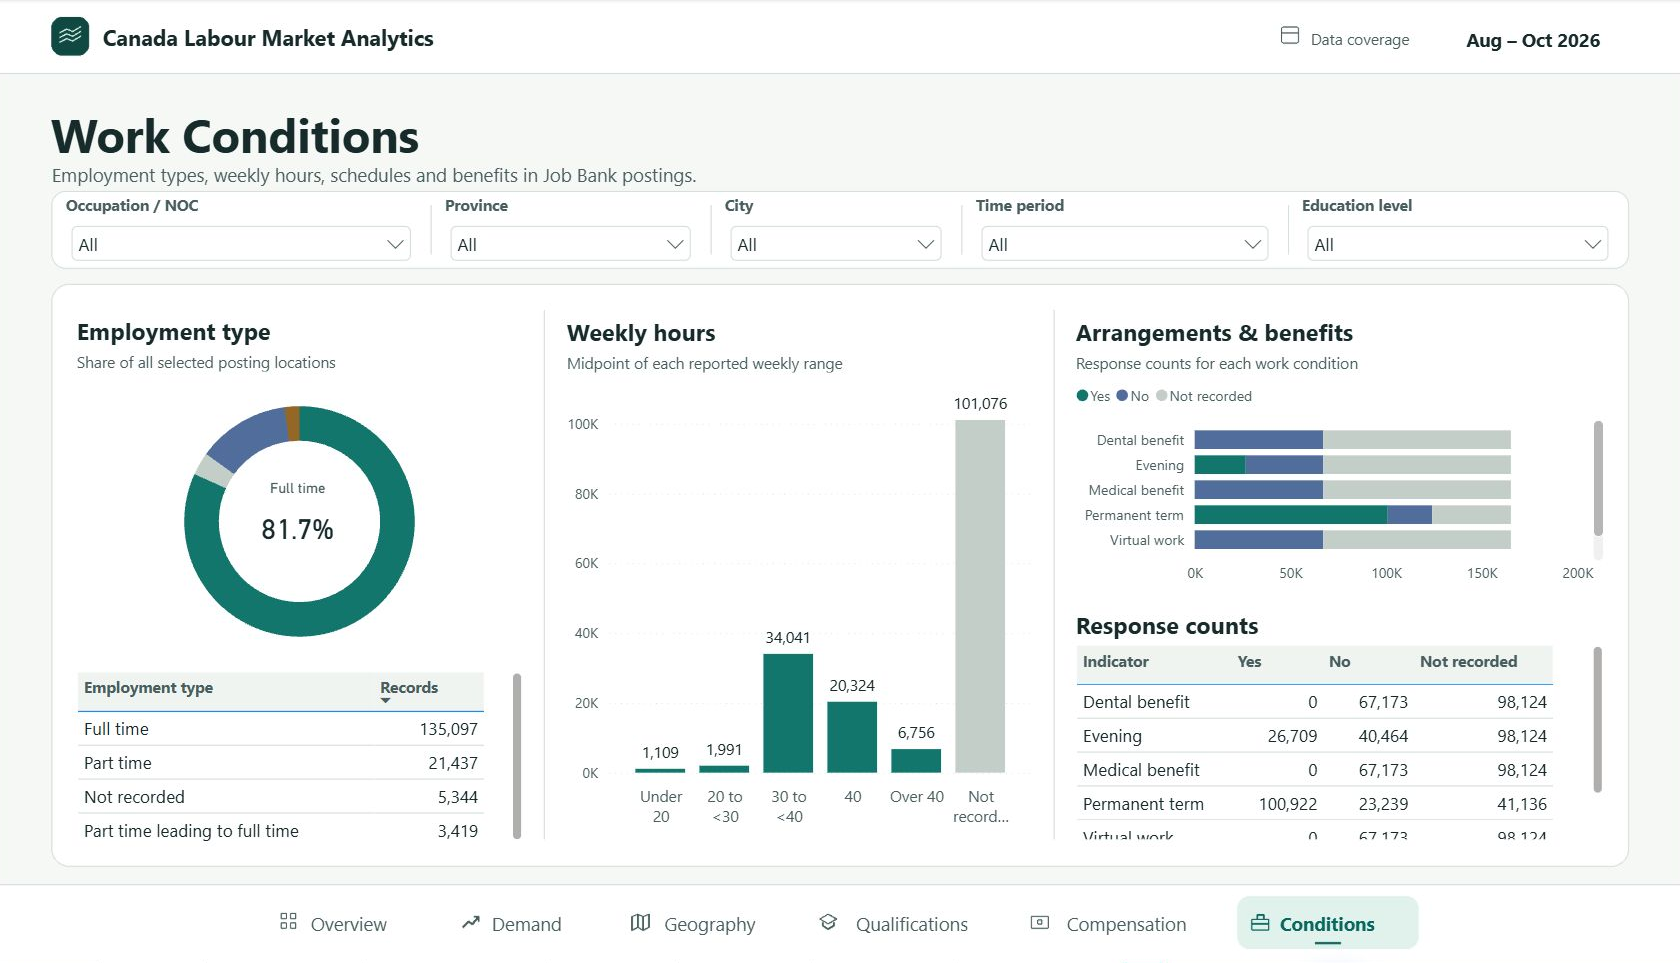 Canada Labour Market Analytics
Data coverage
Aug – Oct 2026
Work Conditions
Employment types, weekly hours, schedules and benefits in Job Bank postings.
Occupation / NOC
Province
City
Time period
Education level
All
All
All
All
All
Employment type
Share of all selected posting locations
Full time
81.7%
Employment type Records
Full time 135,097
Part time 21,437
Not recorded 5,344
Part time leading to full time 3,419
Weekly hours
Midpoint of each reported weekly range
100K
80K
60K
40K
20K
0K
1,109
1,991
34,041
20,324
6,756
101,076
Under 20
20 to <30
30 to <40
40
Over 40
Not record...
Arrangements & benefits
Response counts for each work condition
Yes No Not recorded
Dental benefit
Evening
Medical benefit
Permanent term
Virtual work
0K 50K 100K 150K 200K
Response counts
Indicator Yes No Not recorded
Dental benefit 0 67,173 98,124
Evening 26,709 40,464 98,124
Medical benefit 0 67,173 98,124
Permanent term 100,922 23,239 41,136
Virtual work 0 67,173 98,124
Overview
Demand
Geography
Qualifications
Compensation
Conditions